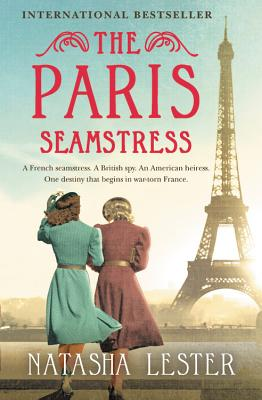 INTERNATIONAL BESTSELLER
THE
PARIS
SEAMSTRESS
A French seamstress. A British spy. An American heiress.
One destiny that begins in war-torn France.
NATASHA LESTER